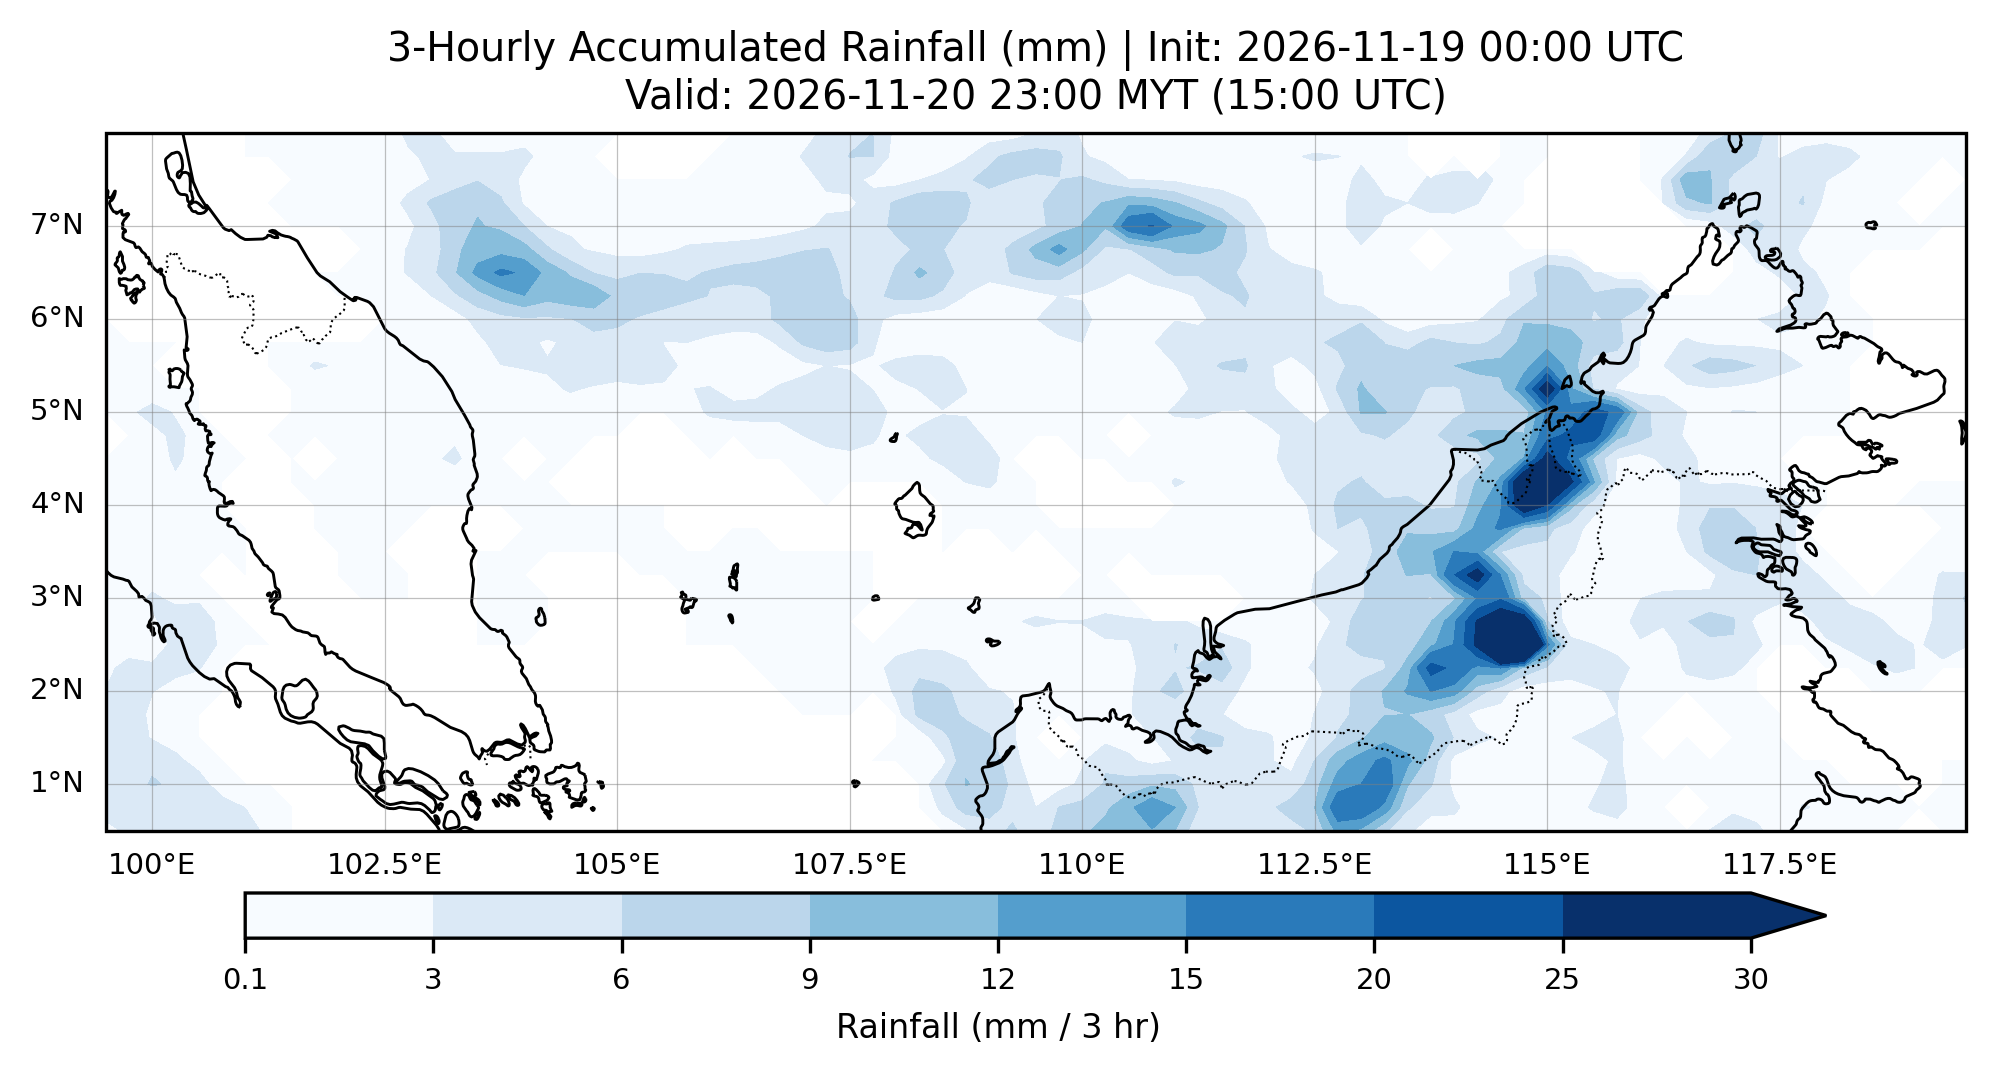 3-Hourly Accumulated Rainfall (mm) | Init: 2026-11-19 00:00 UTC
Valid: 2026-11-20 23:00 MYT (15:00 UTC)
7°N
6°N
5°N
4°N
3°N
2°N
1°N
100°E 102.5°E 105°E 107.5°E 110°E 112.5°E 115°E 117.5°E
0.1 3 6 9 12 15 20 25 30
Rainfall (mm / 3 hr)